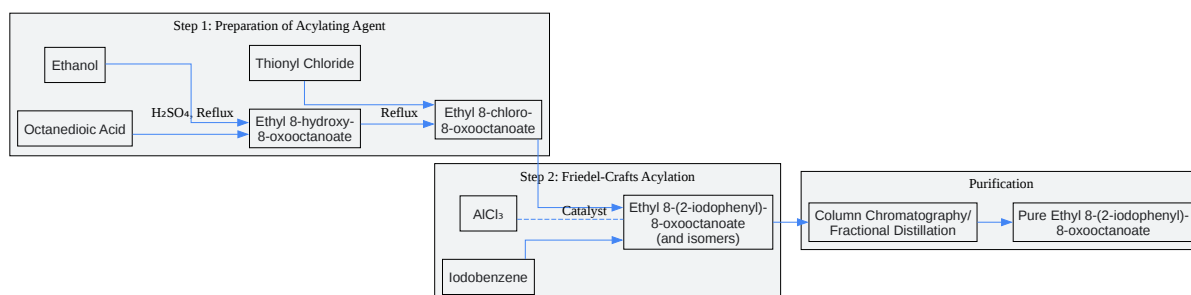 Step 1: Preparation of Acylating Agent
Ethanol
Thionyl Chloride
Octanedioic Acid
H₂SO₄, Reflux
Ethyl 8-hydroxy-
8-oxooctanoate
Reflux
Ethyl 8-chloro-
8-oxooctanoate
Step 2: Friedel-Crafts Acylation
AlCl₃
Catalyst
Ethyl 8-(2-iodophenyl)-
8-oxooctanoate
(and isomers)
Iodobenzene
Purification
Column Chromatography/
Fractional Distillation
Pure Ethyl 8-(2-iodophenyl)-
8-oxooctanoate